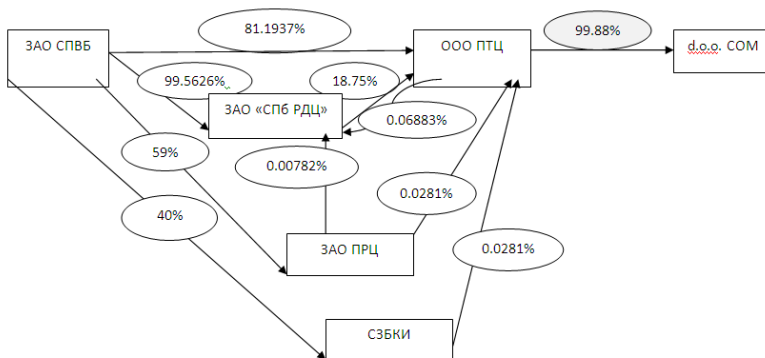 81.1937%
99.88%
ЗАО СПВБ
ООО ПТЦ
d.o.o. СОМ
99.5626%
18.75%
ЗАО «СПб РДЦ»
0.06883%
59%
0.00782%
0.0281%
40%
ЗАО ПРЦ
0.0281%
СЗБКИ